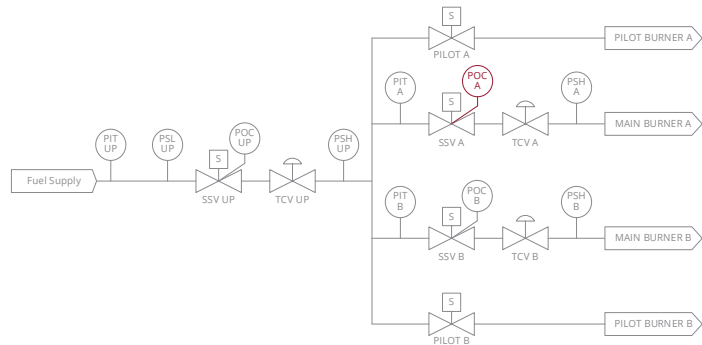 S
PILOT A
PILOT BURNER A
PIT
A
S
POC
A
SSV A
TCV A
PSH
A
MAIN BURNER A
Fuel Supply
PIT
UP
PSL
UP
S
POC
UP
SSV UP
TCV UP
PSH
UP
PIT
B
S
POC
B
SSV B
TCV B
PSH
B
MAIN BURNER B
S
PILOT B
PILOT BURNER B